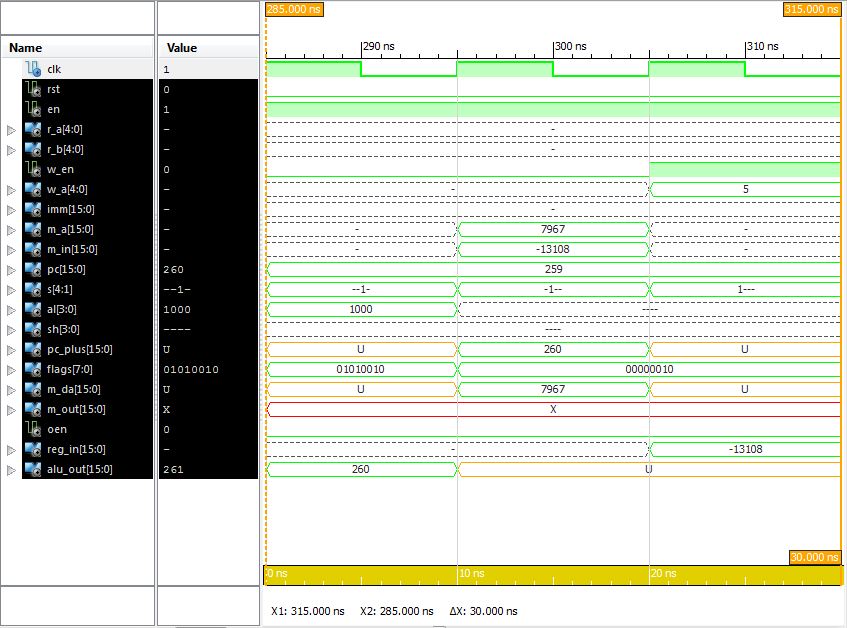 285.000 ns 315.000 ns
290 ns 300 ns 310 ns
Name Value
clk 1
rst 0
en 1
r_a[4:0] - -
r_b[4:0] - -
w_en 0
w_a[4:0] - - 5
imm[15:0] - -
m_a[15:0] - - 7967 -
m_in[15:0] - - -13108 -
pc[15:0] 260 259
s[4:1] --1- --1- -1-- 1---
al[3:0] 1000 1000 ----
sh[3:0] ---- ----
pc_plus[15:0] U U 260 U
flags[7:0] 01010010 01010010 00000010
m_da[15:0] U U 7967 U
m_out[15:0] X X
oen 0
reg_in[15:0] - - -13108
alu_out[15:0] 261 260 U
30.000 ns
0 ns 10 ns 20 ns
X1: 315.000 ns X2: 285.000 ns ΔX: 30.000 ns